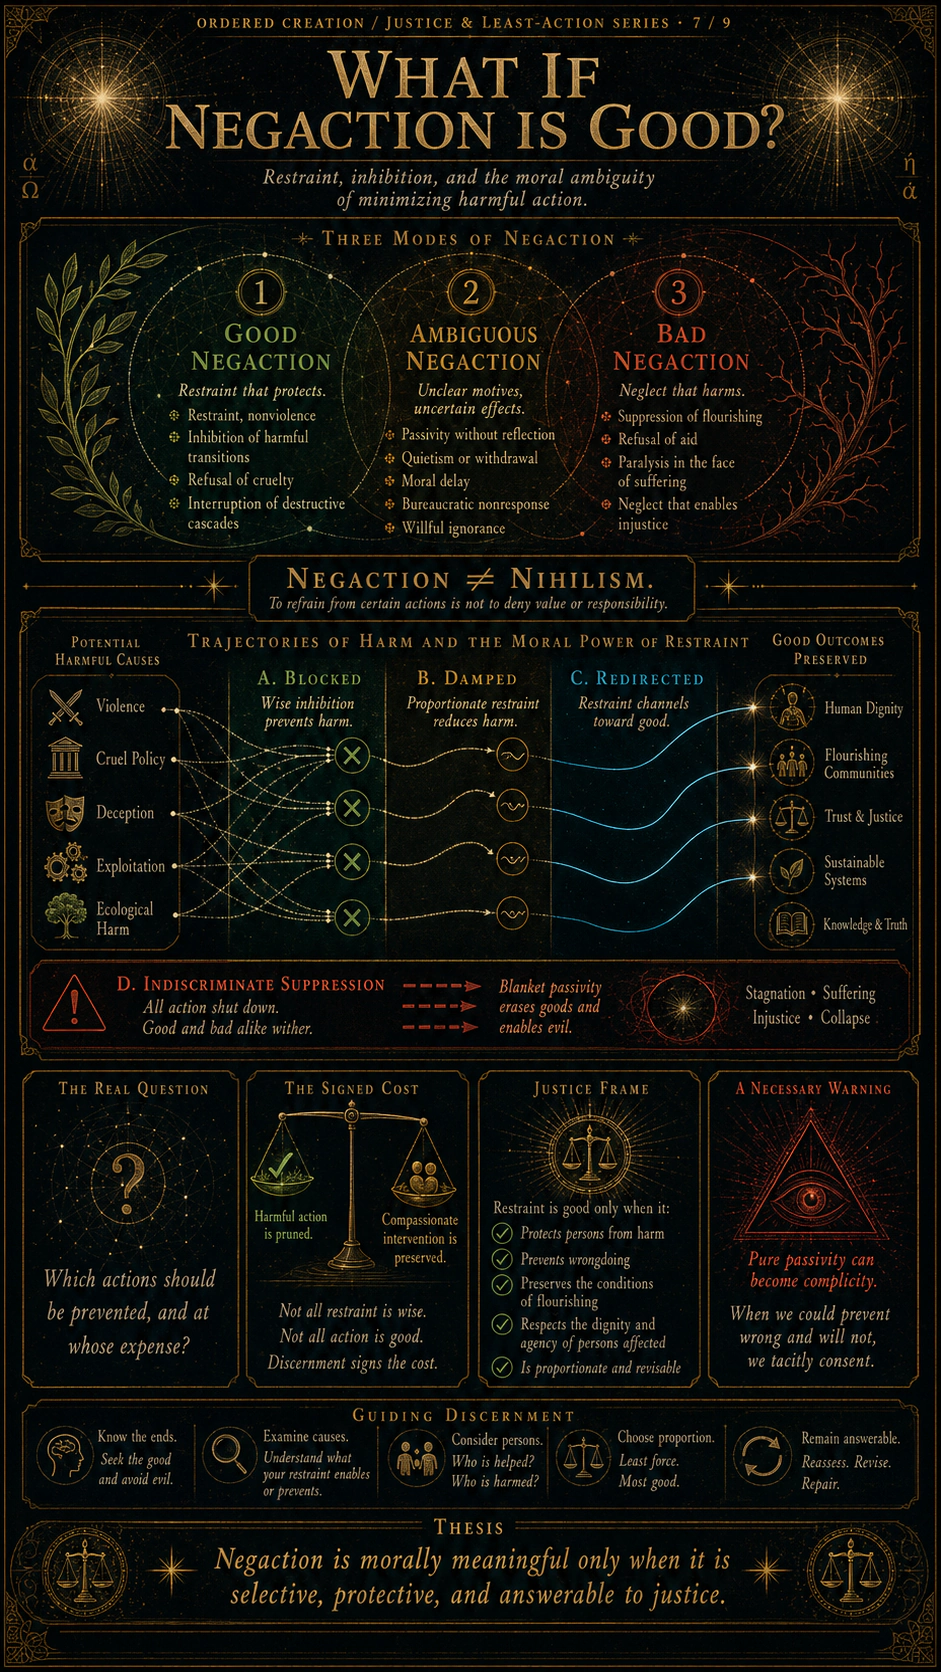 ORDERED CREATION / JUSTICE & LEAST-ACTION SERIES · 7 / 9
WHAT IF
NEGACTION IS GOOD?
Restraint, inhibition, and the moral ambiguity
of minimizing harmful action.
ά
Ω
ή
ά
THREE MODES OF NEGACTION
1
GOOD
NEGACTION
Restraint that protects.
Restraint, nonviolence
Inhibition of harmful
transitions
Refusal of cruelty
Interruption of destructive
cascades
2
AMBIGUOUS
NEGACTION
Unclear motives,
uncertain effects.
Passivity without reflection
Quietism or withdrawal
Moral delay
Bureaucratic nonresponse
Willful ignorance
3
BAD
NEGACTION
Neglect that harms.
Suppression of flourishing
Refusal of aid
Paralysis in the face
of suffering
Neglect that enables
injustice
NEGACTION ≠ NIHILISM.
To refrain from certain actions is not to deny value or responsibility.
TRAJECTORIES OF HARM AND THE MORAL POWER OF RESTRAINT
POTENTIAL
HARMFUL CAUSES
Violence
Cruel Policy
Deception
Exploitation
Ecological
Harm
A. BLOCKED
Wise inhibition
prevents harm.
B. DAMPED
Proportionate restraint
reduces harm.
C. REDIRECTED
Restraint channels
toward good.
GOOD OUTCOMES
PRESERVED
Human Dignity
Flourishing
Communities
Trust & Justice
Sustainable
Systems
Knowledge & Truth
D. INDISCRIMINATE SUPPRESSION
All action shut down.
Good and bad alike wither.
Blanket passivity
erases goods and
enables evil.
Stagnation • Suffering
Injustice • Collapse
THE REAL QUESTION
?
Which actions should
be prevented, and at
whose expense?
THE SIGNED COST
Harmful action
is pruned.
Compassionate
intervention is
preserved.
Not all restraint is wise.
Not all action is good.
Discernment signs the cost.
JUSTICE FRAME
Restraint is good only when it:
Protects persons from harm
Prevents wrongdoing
Preserves the conditions
of flourishing
Respects the dignity and
agency of persons affected
Is proportionate and revisable
A NECESSARY WARNING
Pure passivity can
become complicity.
When we could prevent
wrong and will not,
we tacitly consent.
GUIDING DISCERNMENT
Know the ends.
Seek the good
and avoid evil.
Examine causes.
Understand what
your restraint enables
or prevents.
Consider persons.
Who is helped?
Who is harmed?
Choose proportion.
Least force.
Most good.
Remain answerable.
Reassess. Revise.
Repair.
THESIS
Negaction is morally meaningful only when it is
selective, protective, and answerable to justice.